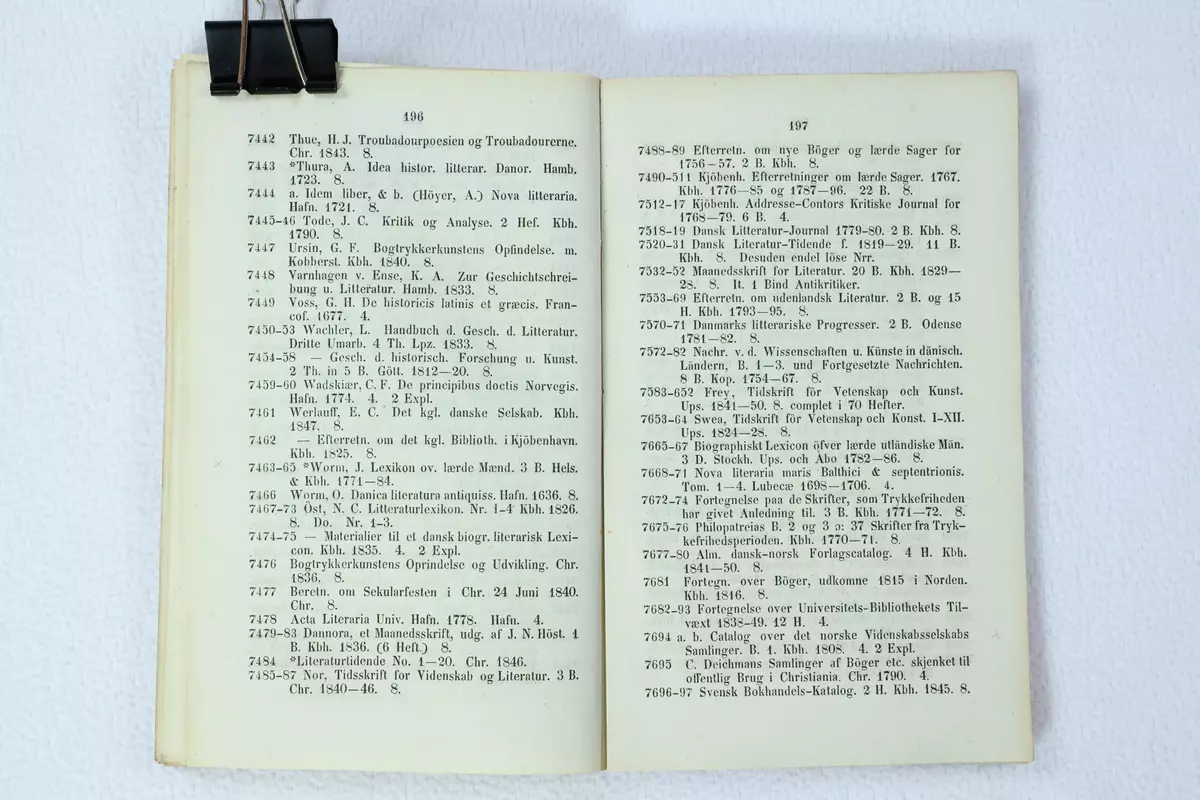 196
7442 Thue, H. J. Troubadourpoesien og Troubadourerne.
Chr. 1843. 8.
7443 *Thura, A. Idea histor. litterar. Danor. Hamb.
1723. 8.
7444 a. Idem liber, & b. (Höyer, A.) Nova litteraria.
Hafn. 1721. 8.
7445-46 Tode, J. C. Kritik og Analyse. 2 Hef. Kbh.
1790. 8.
7447 Ursin, G. F. Bogtrykkerkunstens Opfindelse. m.
Kobberst. Kbh. 1840. 8.
7448 Varnhagen v. Ense, K. A. Zur Geschichtschrei-
bung u. Litteratur. Hamb. 1833. 8.
7449 Voss, G. H. De historicis latinis et græcis. Fran-
cof. 1677. 4.
7450-53 Wachler, L. Handbuch d. Gesch. d. Litteratur.
Dritte Umarb. 4 Th. Lpz. 1833. 8.
7454-58 — Gesch. d. historisch. Forschung u. Kunst.
2 Th. in 5 B. Gött. 1812—20. 8.
7459-60 Wadskiær, C. F. De principibus doctis Norvegis.
Hafn. 1774. 4. 2 Expl.
7461 Werlauff, E. C. Det kgl. danske Selskab. Kbh.
1847. 8.
7462 — Efterretn. om det kgl. Biblioth. i Kjöbenhavn.
Kbh. 1825. 8.
7463-65 *Worm, J. Lexikon ov. lærde Mænd. 3 B. Hels.
& Kbh. 1771—84.
7466 Worm, O. Danica literatura antiquiss. Hafn. 1636. 8.
7467-73 Öst, N. C. Litteraturlexikon. Nr. 1-4 Kbh. 1826.
8. Do. Nr. 1-3.
7474-75 — Materialier til et dansk biogr. literarisk Lexi-
con. Kbh. 1835. 4. 2 Expl.
7476 Bogtrykkerkunstens Oprindelse og Udvikling. Chr.
1836. 8.
7477 Beretn. om Sekularfesten i Chr. 24 Juni 1840.
Chr. 8.
7478 Acta Literaria Univ. Hafn. 1778. Hafn. 4.
7479-83 Dannora, et Maanedsskrift, udg. af J. N. Höst. 1
B. Kbh. 1836. (6 Heft.) 8.
7484 *Literaturtidende No. 1—20. Chr. 1846.
7485-87 Nor, Tidsskrift for Videnskab og Literatur. 3 B.
Chr. 1840—46. 8.
197
7488-89 Efterretn. om nye Böger og lærde Sager for
1756—57. 2 B. Kbh. 8.
7490-511 Kjöbenh. Efterretninger om lærde Sager. 1767.
Kbh. 1776—85 og 1787—96. 22 B. 8.
7512-17 Kjöbenh. Addresse-Contors Kritiske Journal for
1768—79. 6 B. 4.
7518-19 Dansk Litteratur-Journal 1779-80. 2 B. Kbh. 8.
7520-31 Dansk Literatur-Tidende f. 1819—29. 11 B.
Kbh. 8. Desuden endel löse Nrr.
7532-52 Maanedsskrift for Literatur. 20 B. Kbh. 1829—
28. 8. It. 1 Bind Antikritiker.
7553-69 Efterretn. om udenlandsk Literatur. 2 B. og 15
H. Kbh. 1793—95. 8.
7570-71 Danmarks litterariske Progresser. 2 B. Odense
1781—82. 8.
7572-82 Nachr. v. d. Wissenschaften u. Künste in dänisch.
Ländern, B. 1—3. und Fortgesetzte Nachrichten.
8 B. Kop. 1754—67. 8.
7583-652 Frey, Tidskrift för Vetenskap och Kunst.
Ups. 1841—50. 8. complet i 70 Hefter.
7653-64 Swea, Tidskrift för Vetenskap och Konst. I-XII.
Ups. 1824—28. 8.
7665-67 Biographiskt Lexicon öfver lærde utländiske Män.
3 D. Stockh. Ups. och Åbo 1782—86. 8.
7668-71 Nova literaria maris Balthici & septentrionis.
Tom. 1—4. Lubecæ 1698—1706. 4.
7672-74 Fortegnelse paa de Skrifter, som Trykkefriheden
har givet Anledning til. 3 B. Kbh. 1771—72. 8.
7675-76 Philopatreias B. 2 og 3 ɔ: 37 Skrifter fra Tryk-
kefrihedsperioden. Kbh. 1770—71. 8.
7677-80 Alm. dansk-norsk Forlagscatalog. 4 H. Kbh.
1841—50. 8.
7681 Fortegn. over Böger, udkomne 1815 i Norden.
Kbh. 1816. 8.
7682-93 Fortegnelse over Universitets-Bibliothekets Til-
væxt 1838-49. 12 H. 4.
7694 a. b. Catalog over det norske Videnskabsselskabs
Samlinger. B. 1. Kbh. 1808. 4. 2 Expl.
7695 C. Deichmans Samlinger af Böger etc. skjenket til
offentlig Brug i Christiania. Chr. 1790. 4.
7696-97 Svensk Bokhandels-Katalog. 2 H. Kbh. 1845. 8.